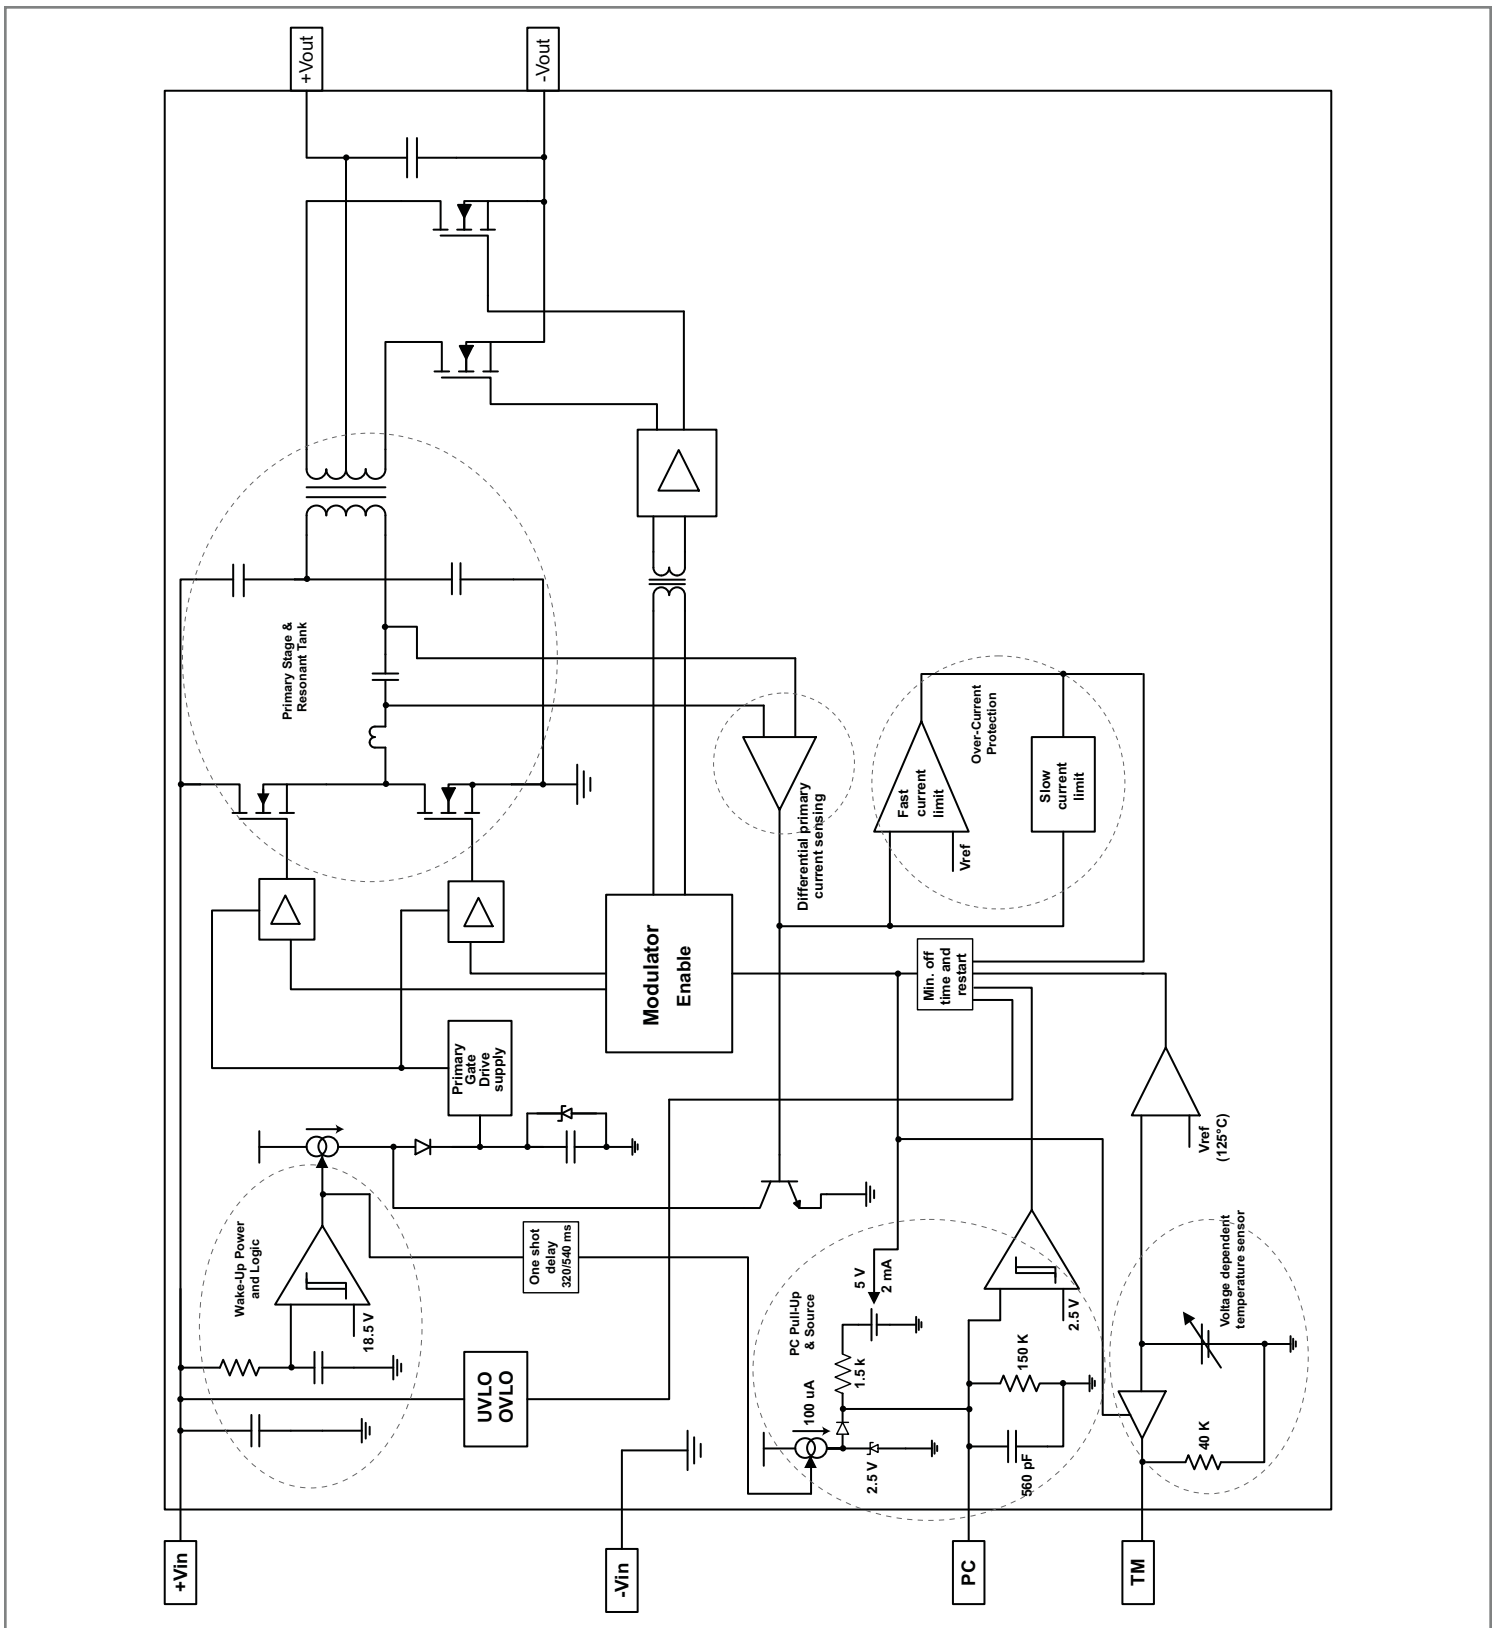 +Vout
-Vout
Primary Stage &
Resonant Tank
Differential primary
current sensing
Over-Current
Protection
Fast
current
limit
Vref
Slow
current
limit
Modulator
Enable
Min. off
time and
restart
Primary
Gate
Drive
supply
Vref
(125°C)
Wake-Up Power
and Logic
18.5 V
One shot
delay
320/540 ms
UVLO
OVLO
PC Pull-Up
& Source
5 V
2 mA
1.5 k
100 uA
2.5 V
150 K
560 pF
2.5 V
Voltage dependent
temperature sensor
40 K
+Vin
-Vin
PC
TM